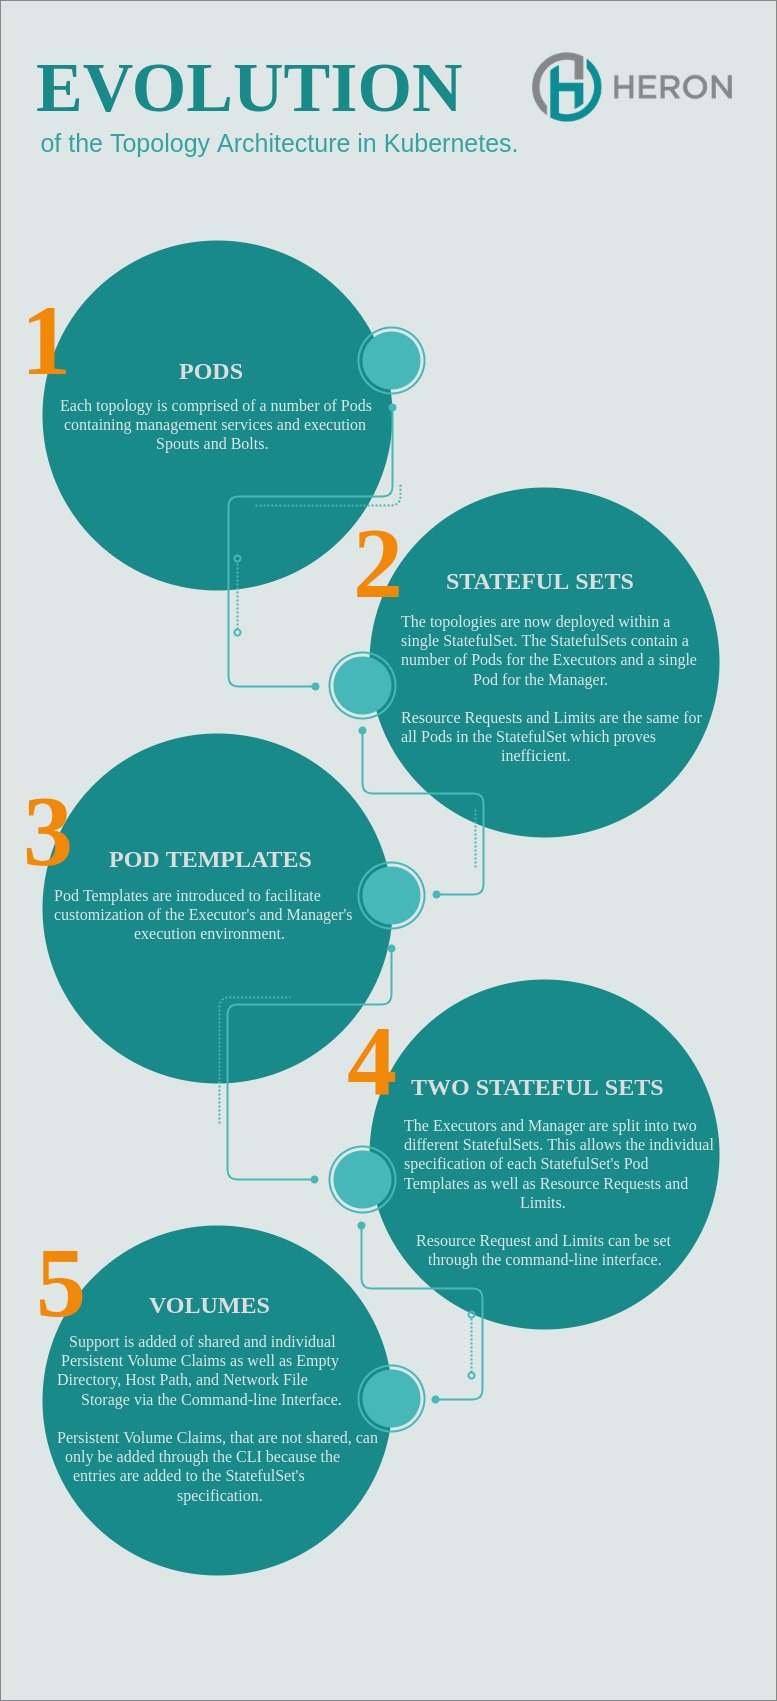 EVOLUTION
HERON
of the Topology Architecture in Kubernetes.
1
PODS
Each topology is comprised of a number of Pods
containing management services and execution
Spouts and Bolts.
2
STATEFUL SETS
The topologies are now deployed within a
single StatefulSet. The StatefulSets contain a
number of Pods for the Executors and a single
Pod for the Manager.
Resource Requests and Limits are the same for
all Pods in the StatefulSet which proves
inefficient.
3
POD TEMPLATES
Pod Templates are introduced to facilitate
customization of the Executor's and Manager's
execution environment.
4
TWO STATEFUL SETS
The Executors and Manager are split into two
different StatefulSets. This allows the individual
specification of each StatefulSet's Pod
Templates as well as Resource Requests and
Limits.
Resource Request and Limits can be set
through the command-line interface.
5
VOLUMES
Support is added of shared and individual
Persistent Volume Claims as well as Empty
Directory, Host Path, and Network File
Storage via the Command-line Interface.
Persistent Volume Claims, that are not shared, can
only be added through the CLI because the
entries are added to the StatefulSet's
specification.